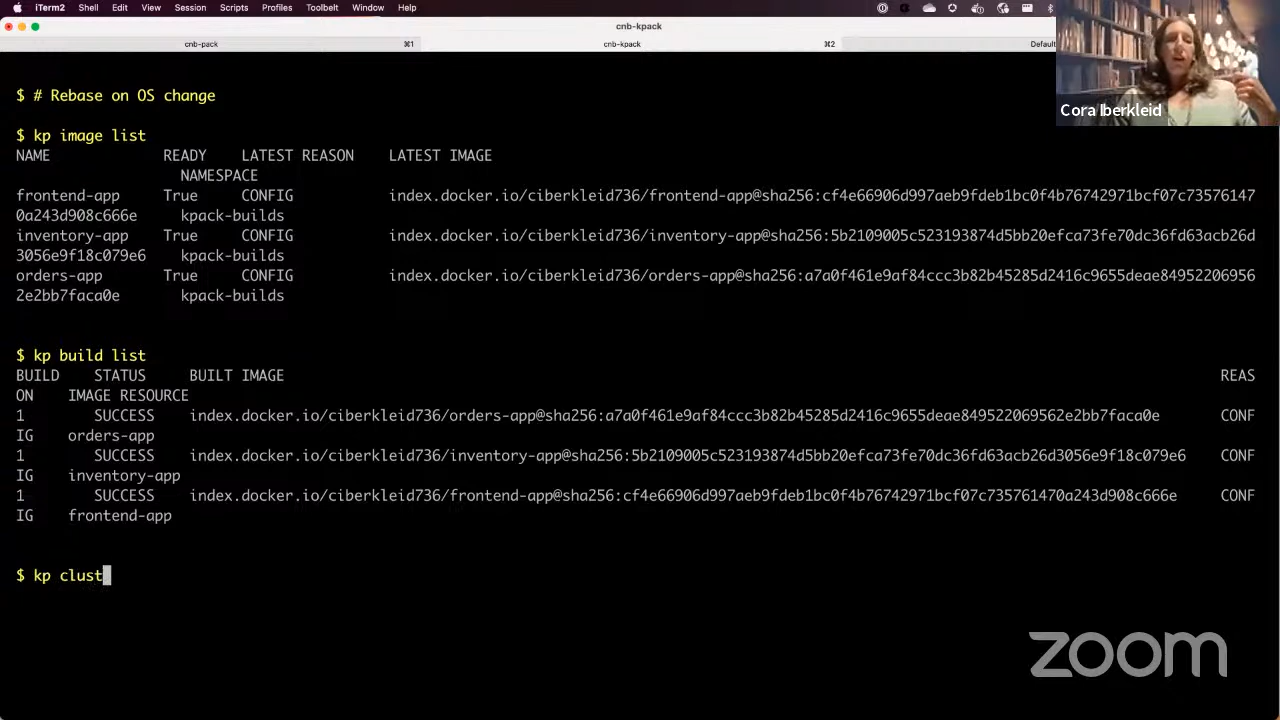 iTerm2 Shell Edit View Session Scripts Profiles Toolbelt Window Help
cnb-kpack
cnb-pack ⌘1 cnb-kpack ⌘2 Default
Cora Iberkleid
$ # Rebase on OS change
$ kp image list
NAME READY LATEST REASON LATEST IMAGE
NAMESPACE
frontend-app True CONFIG index.docker.io/ciberkleid736/frontend-app@sha256:cf4e66906d997aeb9fdeb1bc0f4b76742971bcf07c73576147
0a243d908c666e kpack-builds
inventory-app True CONFIG index.docker.io/ciberkleid736/inventory-app@sha256:5b2109005c523193874d5bb20efca73fe70dc36fd63acb26d
3056e9f18c079e6 kpack-builds
orders-app True CONFIG index.docker.io/ciberkleid736/orders-app@sha256:a7a0f461e9af84ccc3b82b45285d2416c9655deae84952206956
2e2bb7faca0e kpack-builds
$ kp build list
BUILD STATUS BUILT IMAGE REAS
ON IMAGE RESOURCE
1 SUCCESS index.docker.io/ciberkleid736/orders-app@sha256:a7a0f461e9af84ccc3b82b45285d2416c9655deae849522069562e2bb7faca0e CONF
IG orders-app
1 SUCCESS index.docker.io/ciberkleid736/inventory-app@sha256:5b2109005c523193874d5bb20efca73fe70dc36fd63acb26d3056e9f18c079e6 CONF
IG inventory-app
1 SUCCESS index.docker.io/ciberkleid736/frontend-app@sha256:cf4e66906d997aeb9fdeb1bc0f4b76742971bcf07c735761470a243d908c666e CONF
IG frontend-app
$ kp clust
zoom